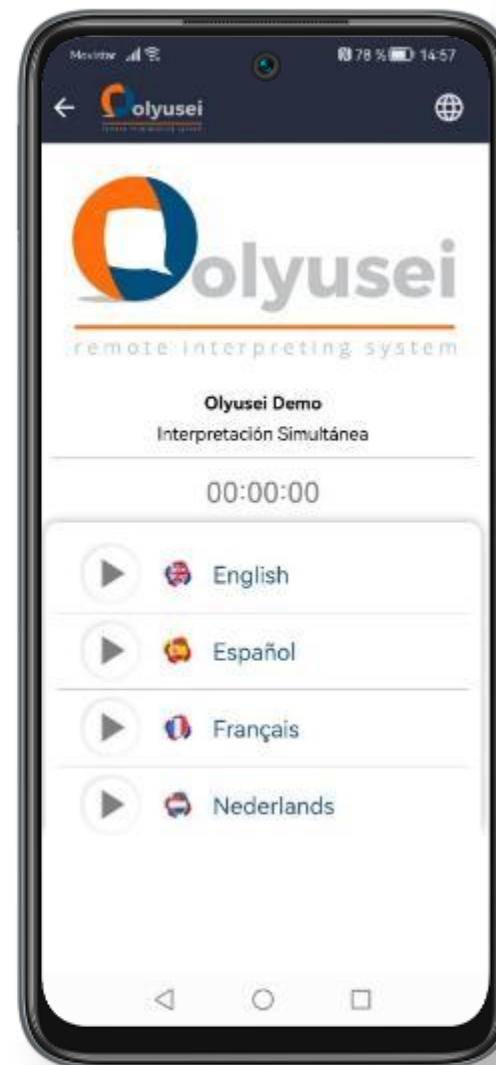 Movistar 78 % 14:57
olyusei
olyusei
remote interpreting system
Olyusei Demo
Interpretación Simultánea
00:00:00
English
Español
Français
Nederlands